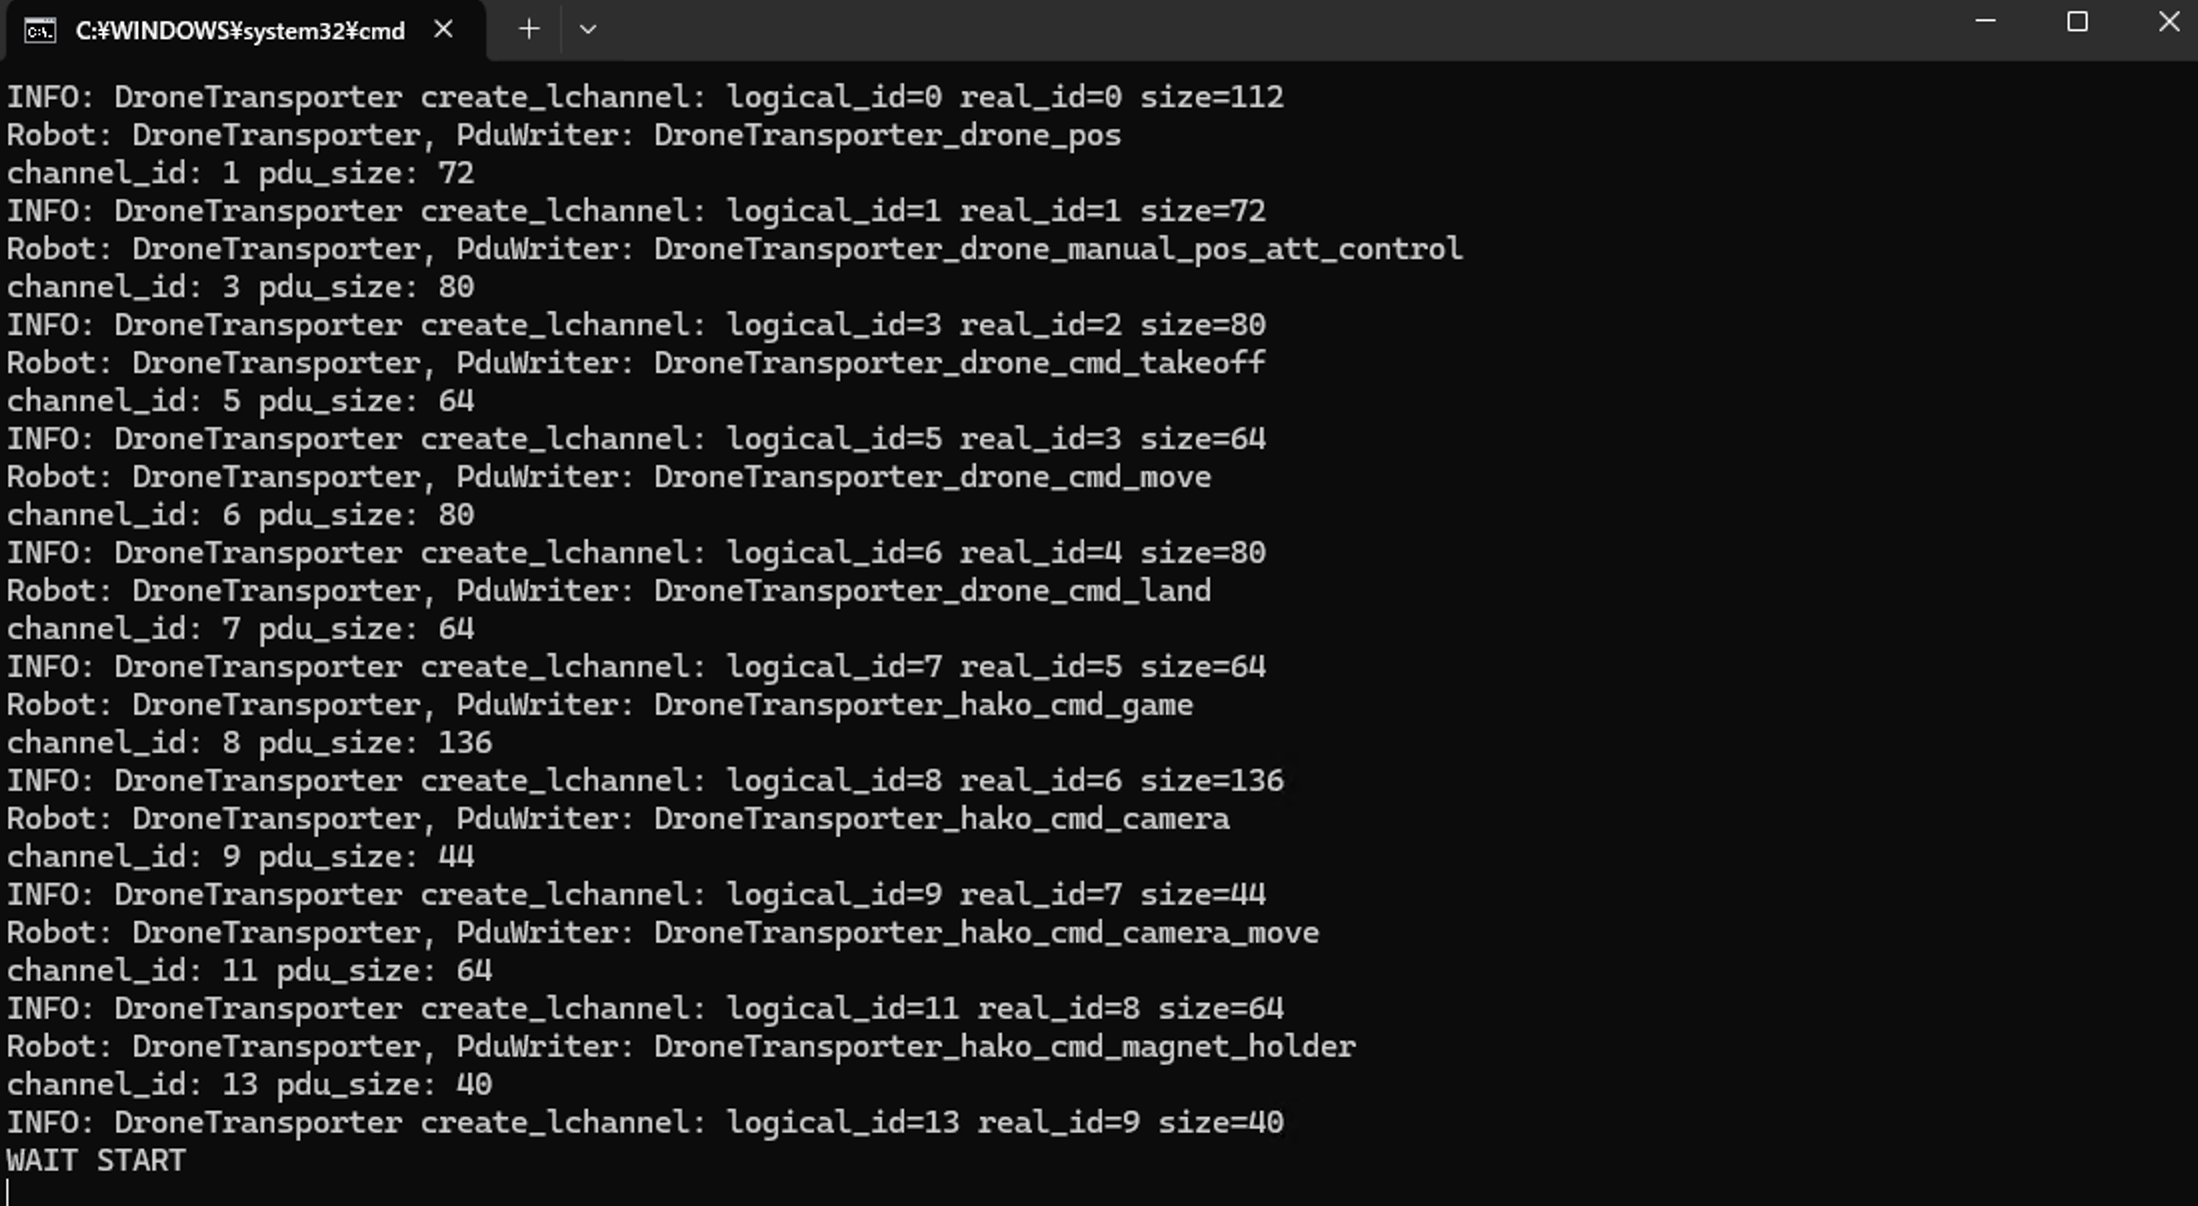 C:¥WINDOWS¥system32¥cmd
INFO: DroneTransporter create_lchannel: logical_id=0 real_id=0 size=112
Robot: DroneTransporter, PduWriter: DroneTransporter_drone_pos
channel_id: 1 pdu_size: 72
INFO: DroneTransporter create_lchannel: logical_id=1 real_id=1 size=72
Robot: DroneTransporter, PduWriter: DroneTransporter_drone_manual_pos_att_control
channel_id: 3 pdu_size: 80
INFO: DroneTransporter create_lchannel: logical_id=3 real_id=2 size=80
Robot: DroneTransporter, PduWriter: DroneTransporter_drone_cmd_takeoff
channel_id: 5 pdu_size: 64
INFO: DroneTransporter create_lchannel: logical_id=5 real_id=3 size=64
Robot: DroneTransporter, PduWriter: DroneTransporter_drone_cmd_move
channel_id: 6 pdu_size: 80
INFO: DroneTransporter create_lchannel: logical_id=6 real_id=4 size=80
Robot: DroneTransporter, PduWriter: DroneTransporter_drone_cmd_land
channel_id: 7 pdu_size: 64
INFO: DroneTransporter create_lchannel: logical_id=7 real_id=5 size=64
Robot: DroneTransporter, PduWriter: DroneTransporter_hako_cmd_game
channel_id: 8 pdu_size: 136
INFO: DroneTransporter create_lchannel: logical_id=8 real_id=6 size=136
Robot: DroneTransporter, PduWriter: DroneTransporter_hako_cmd_camera
channel_id: 9 pdu_size: 44
INFO: DroneTransporter create_lchannel: logical_id=9 real_id=7 size=44
Robot: DroneTransporter, PduWriter: DroneTransporter_hako_cmd_camera_move
channel_id: 11 pdu_size: 64
INFO: DroneTransporter create_lchannel: logical_id=11 real_id=8 size=64
Robot: DroneTransporter, PduWriter: DroneTransporter_hako_cmd_magnet_holder
channel_id: 13 pdu_size: 40
INFO: DroneTransporter create_lchannel: logical_id=13 real_id=9 size=40
WAIT START